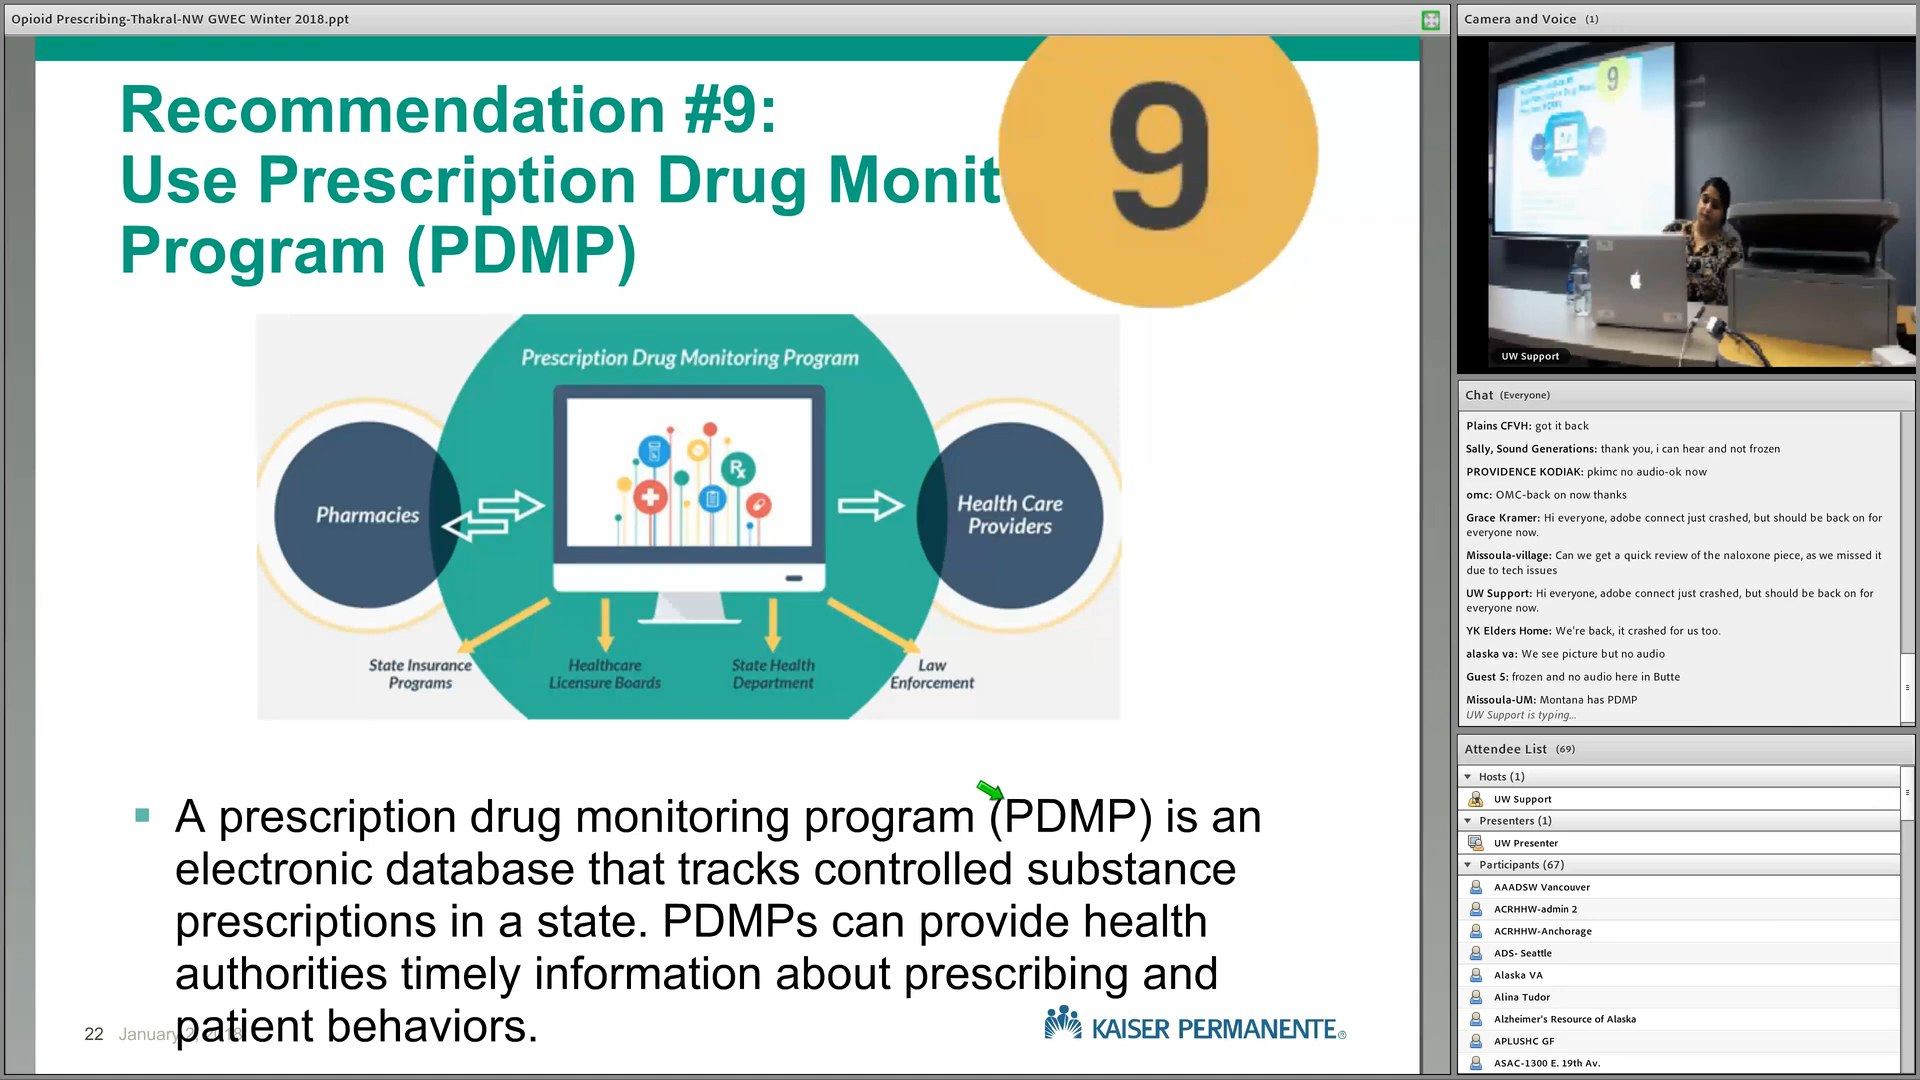 Opioid Prescribing-Thakral-NW GWEC Winter 2018.ppt
Recommendation #9:
Use Prescription Drug Monit
Program (PDMP)
9
Prescription Drug Monitoring Program
Pharmacies
Rx
Health Care
Providers
State Insurance
Programs
Healthcare
Licensure Boards
State Health
Department
Law
Enforcement
A prescription drug monitoring program (PDMP) is an
electronic database that tracks controlled substance
prescriptions in a state. PDMPs can provide health
authorities timely information about prescribing and
patient behaviors.
22 January
KAISER PERMANENTE®
Camera and Voice (1)
9
UW Support
Chat (Everyone)
Plains CFVH: got it back
Sally, Sound Generations: thank you, i can hear and not frozen
PROVIDENCE KODIAK: pkimc no audio-ok now
omc: OMC-back on now thanks
Grace Kramer: Hi everyone, adobe connect just crashed, but should be back on for
everyone now.
Missoula-village: Can we get a quick review of the naloxone piece, as we missed it
due to tech issues
UW Support: Hi everyone, adobe connect just crashed, but should be back on for
everyone now.
YK Elders Home: We're back, it crashed for us too.
alaska va: We see picture but no audio
Guest 5: frozen and no audio here in Butte
Missoula-UM: Montana has PDMP
UW Support is typing...
Attendee List (69)
Hosts (1)
UW Support
Presenters (1)
UW Presenter
Participants (67)
AAADSW Vancouver
ACRHHW-admin 2
ACRHHW-Anchorage
ADS- Seattle
Alaska VA
Alina Tudor
Alzheimer's Resource of Alaska
APLUSHC GF
ASAC-1300 E. 19th Av.